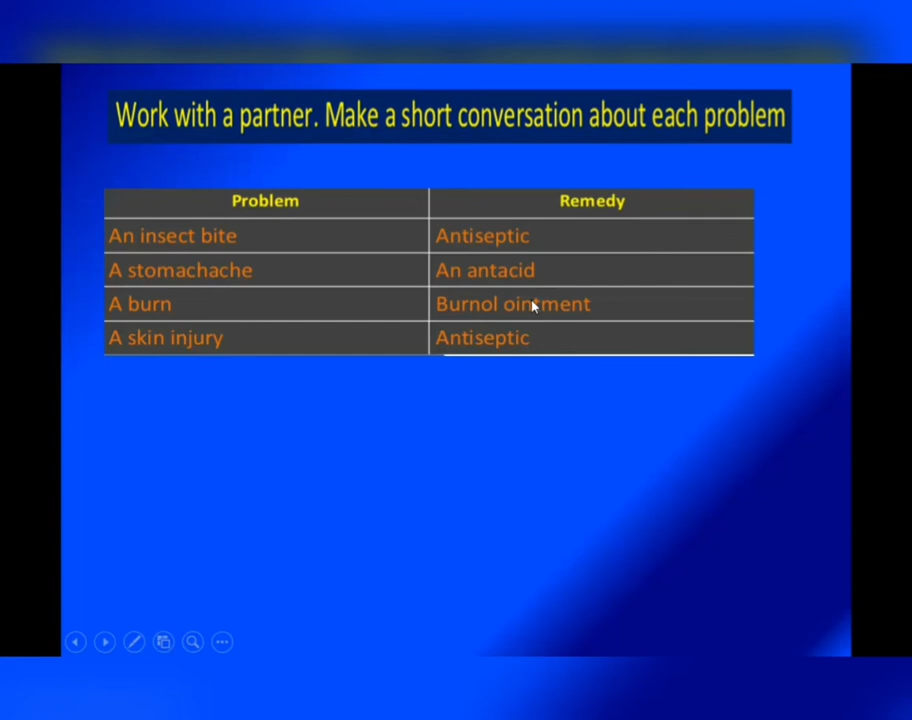 Work with a partner. Make a short conversation about each problem
Problem Remedy
An insect bite Antiseptic
A stomachache An antacid
A burn Burnol ointment
A skin injury Antiseptic